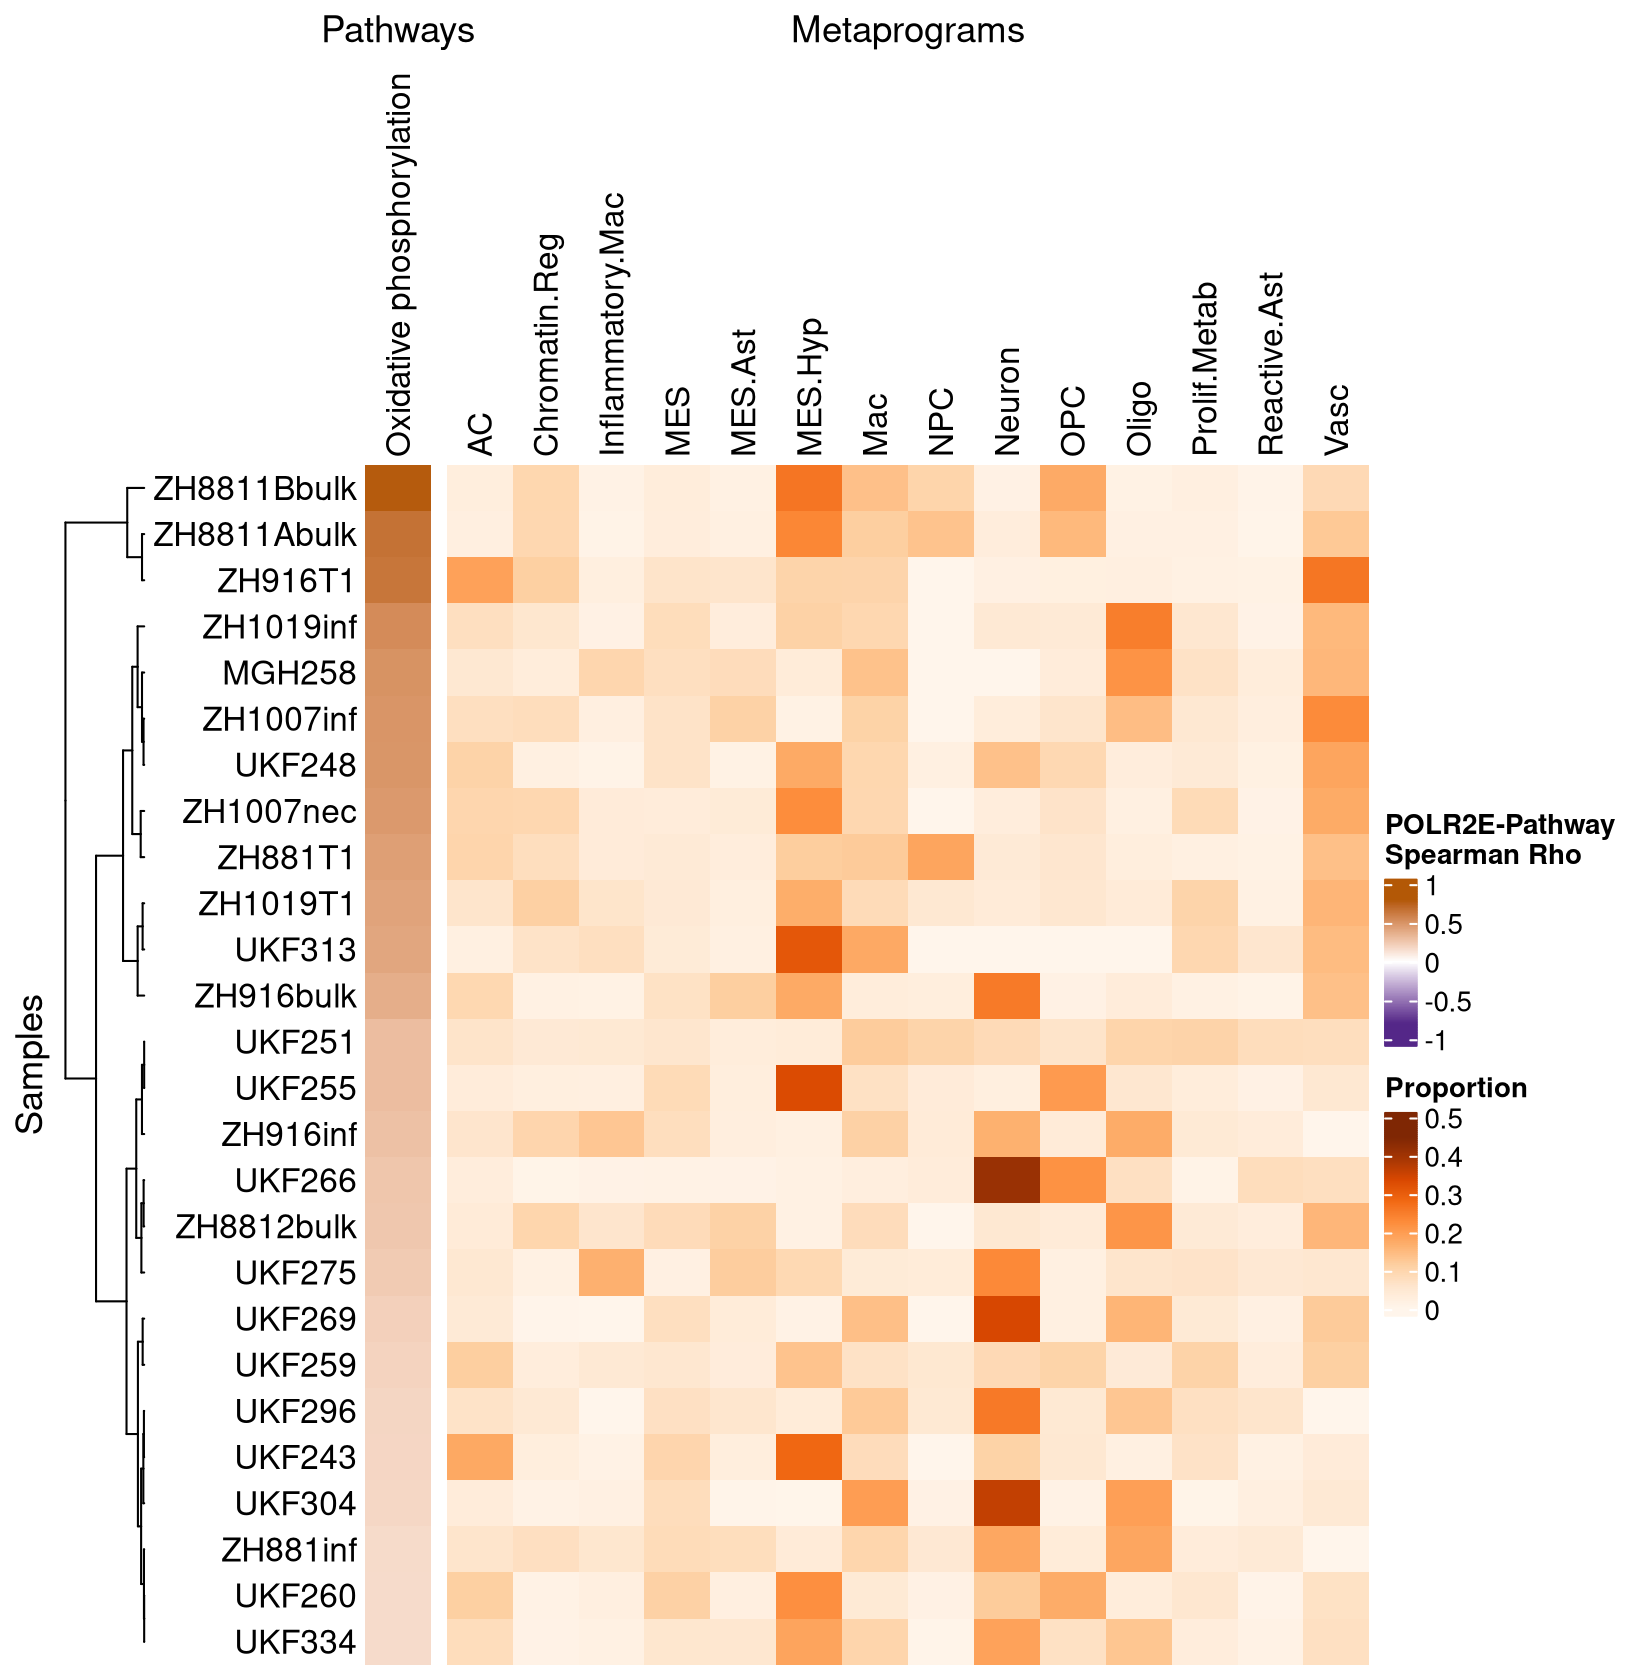 Pathways
Metaprograms
Oxidative phosphorylation
AC
Chromatin.Reg
Inflammatory.Mac
MES
MES.Ast
MES.Hyp
Mac
NPC
Neuron
OPC
Oligo
Prolif.Metab
Reactive.Ast
Vasc
Samples
ZH8811Bbulk
ZH8811Abulk
ZH916T1
ZH1019inf
MGH258
ZH1007inf
UKF248
ZH1007nec
ZH881T1
ZH1019T1
UKF313
ZH916bulk
UKF251
UKF255
ZH916inf
UKF266
ZH8812bulk
UKF275
UKF269
UKF259
UKF296
UKF243
UKF304
ZH881inf
UKF260
UKF334
POLR2E-Pathway
Spearman Rho
1
0.5
0
-0.5
-1
Proportion
0.5
0.4
0.3
0.2
0.1
0